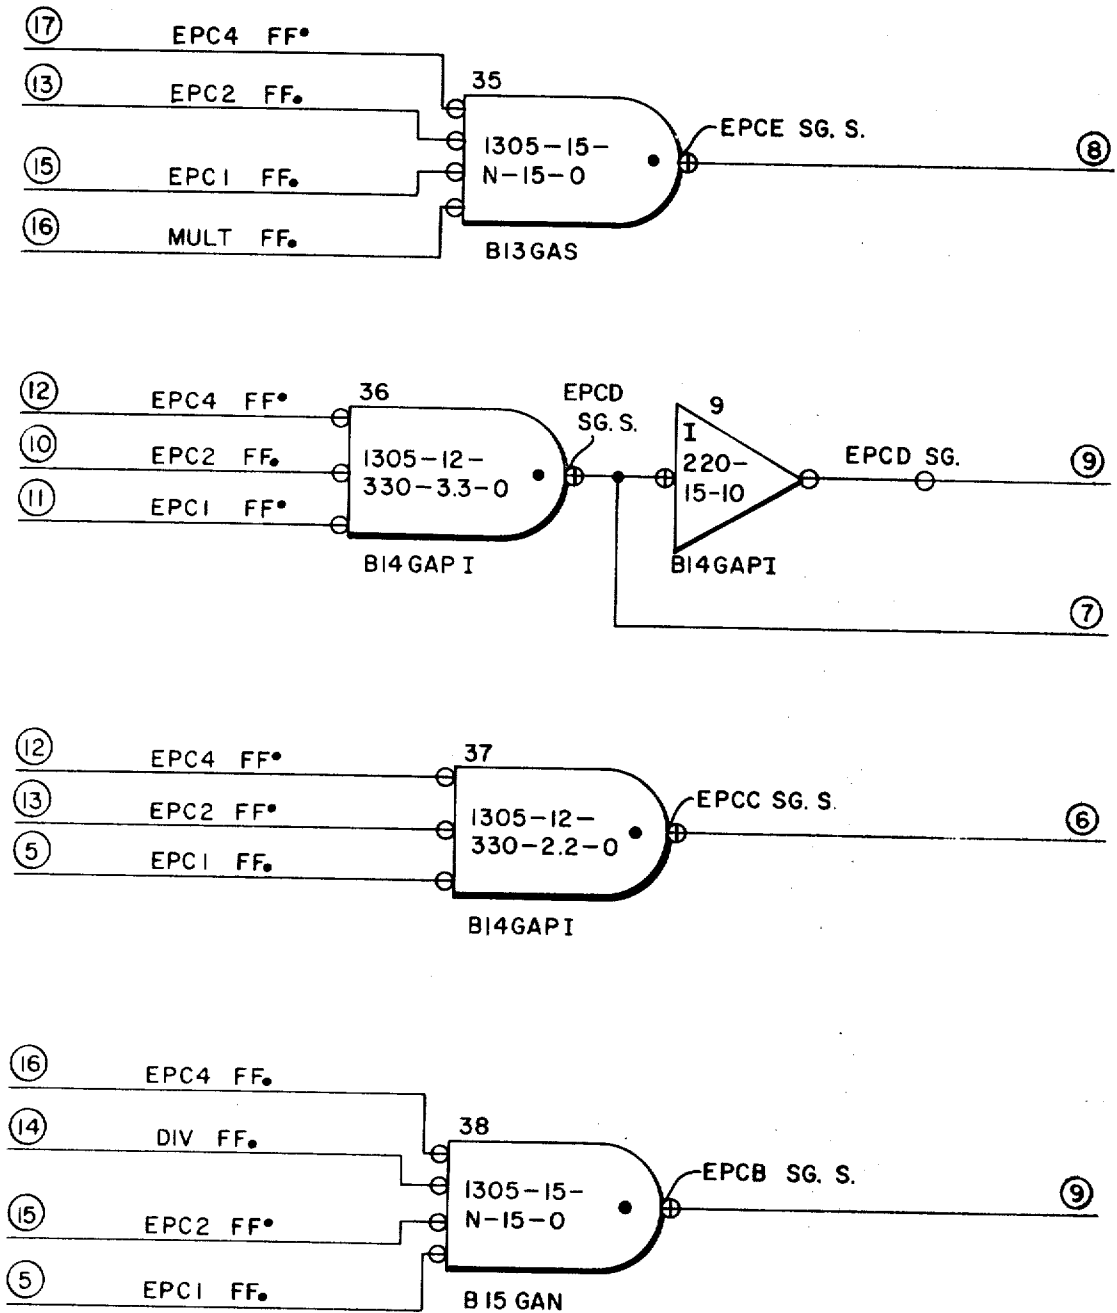 17 EPC4 FF•
13 EPC2 FF.
15 EPC1 FF.
16 MULT FF.
35
1305-15-
N-15-0
B13GAS
EPCE SG. S.
8
12 EPC4 FF•
10 EPC2 FF.
11 EPC1 FF•
36
1305-12-
330-3.3-0
B14GAPI
EPCD
SG. S.
9
I
220-
15-10
B14GAPI
EPCD SG.
9
7
12 EPC4 FF•
13 EPC2 FF•
5 EPC1 FF.
37
1305-12-
330-2.2-0
B14GAPI
EPCC SG. S.
6
16 EPC4 FF.
14 DIV FF.
15 EPC2 FF•
5 EPC1 FF.
38
1305-15-
N-15-0
B15GAN
EPCB SG. S.
9